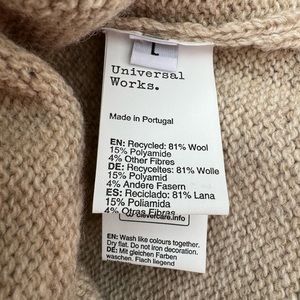 L
Universal
Works.
Made in Portugal
EN: Recycled: 81% Wool
15% Polyamide
4% Other Fibres
DE: Recyceltes: 81% Wolle
15% Polyamid
4% Andere Fasern
ES: Reciclado: 81% Lana
15% Poliamida
4% Otras Fibras
clevercare.info
EN: Wash like colours together.
Dry flat. Do not iron decoration.
DE: Mit gleichen Farben
waschen. Flach liegend